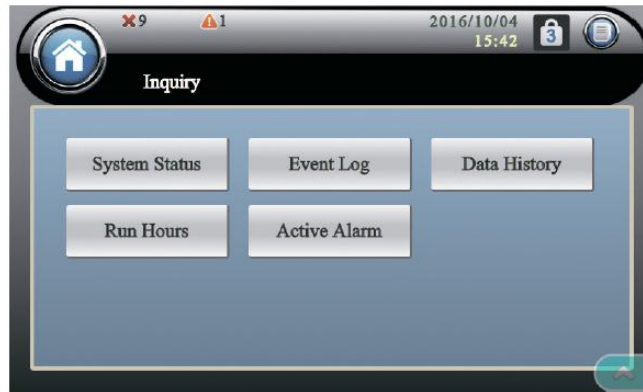 9 1 2016/10/04
15:42 3
Inquiry
System Status Event Log Data History
Run Hours Active Alarm